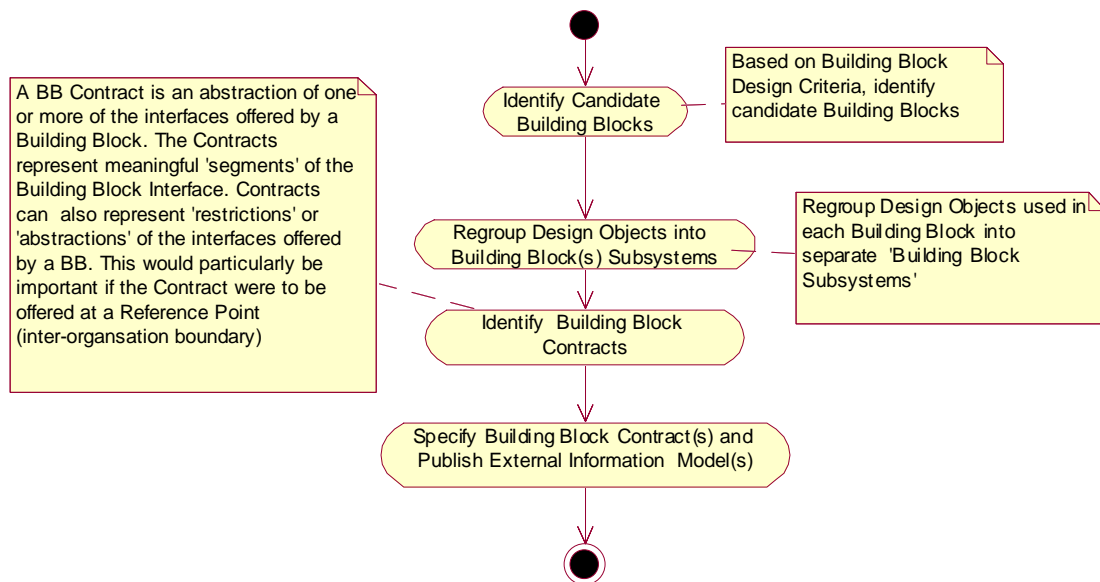 Identify Candidate
Building Blocks
Based on Building Block
Design Criteria, identify
candidate Building Blocks
A BB Contract is an abstraction of one
or more of the interfaces offered by a
Building Block. The Contracts
represent meaningful 'segments' of the
Building Block Interface. Contracts
can also represent 'restrictions' or
'abstractions' of the interfaces offered
by a BB. This would particularly be
important if the Contract were to be
offered at a Reference Point
(inter-organsation boundary)
Regroup Design Objects into
Building Block(s) Subsystems
Regroup Design Objects used in
each Building Block into
separate 'Building Block
Subsystems'
Identify Building Block
Contracts
Specify Building Block Contract(s) and
Publish External Information Model(s)